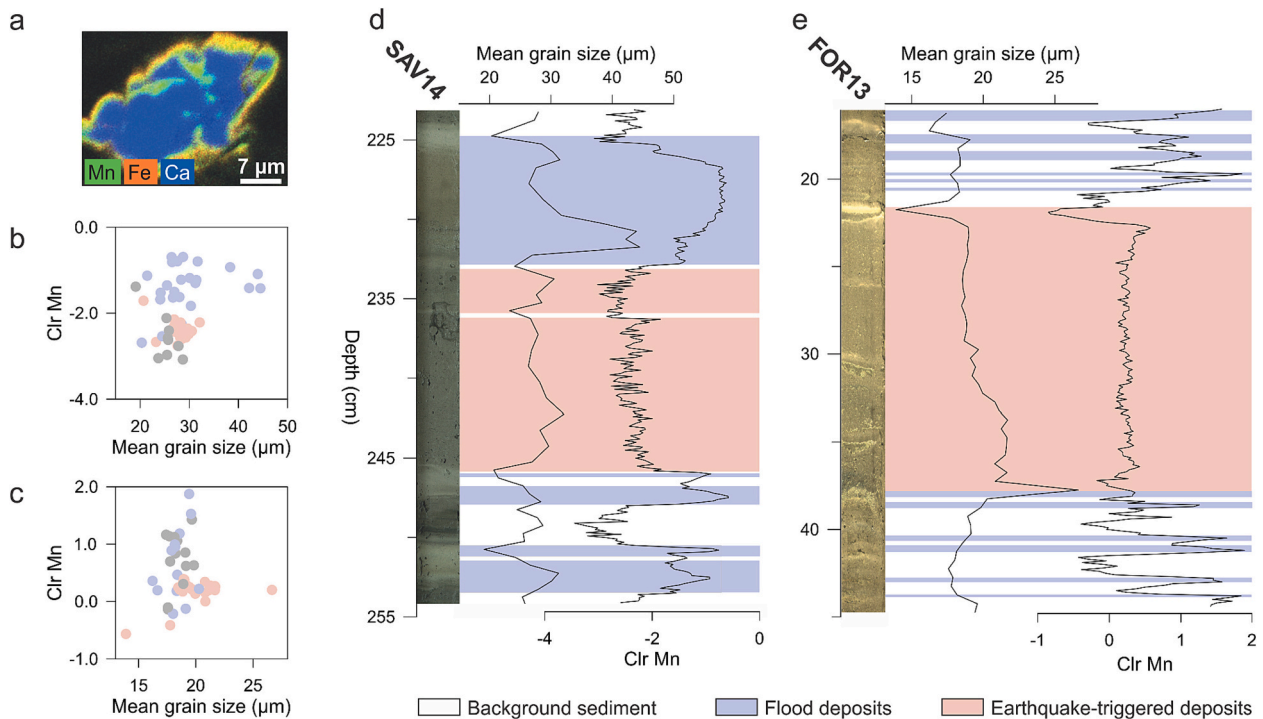 a
Mn Fe Ca 7 µm
b
0.0
-2.0
-4.0
Clr Mn
20 30 40 50
Mean grain size (µm)
c
2.0
1.0
0.0
-1.0
Clr Mn
15 20 25
Mean grain size (µm)
d
SAV14
Mean grain size (µm)
20 30 40 50
225
235
245
255
Depth (cm)
-4 -2 0
Clr Mn
e
FOR13
Mean grain size (µm)
15 20 25
20
30
40
-1 0 1 2
Clr Mn
Background sediment Flood deposits Earthquake-triggered deposits